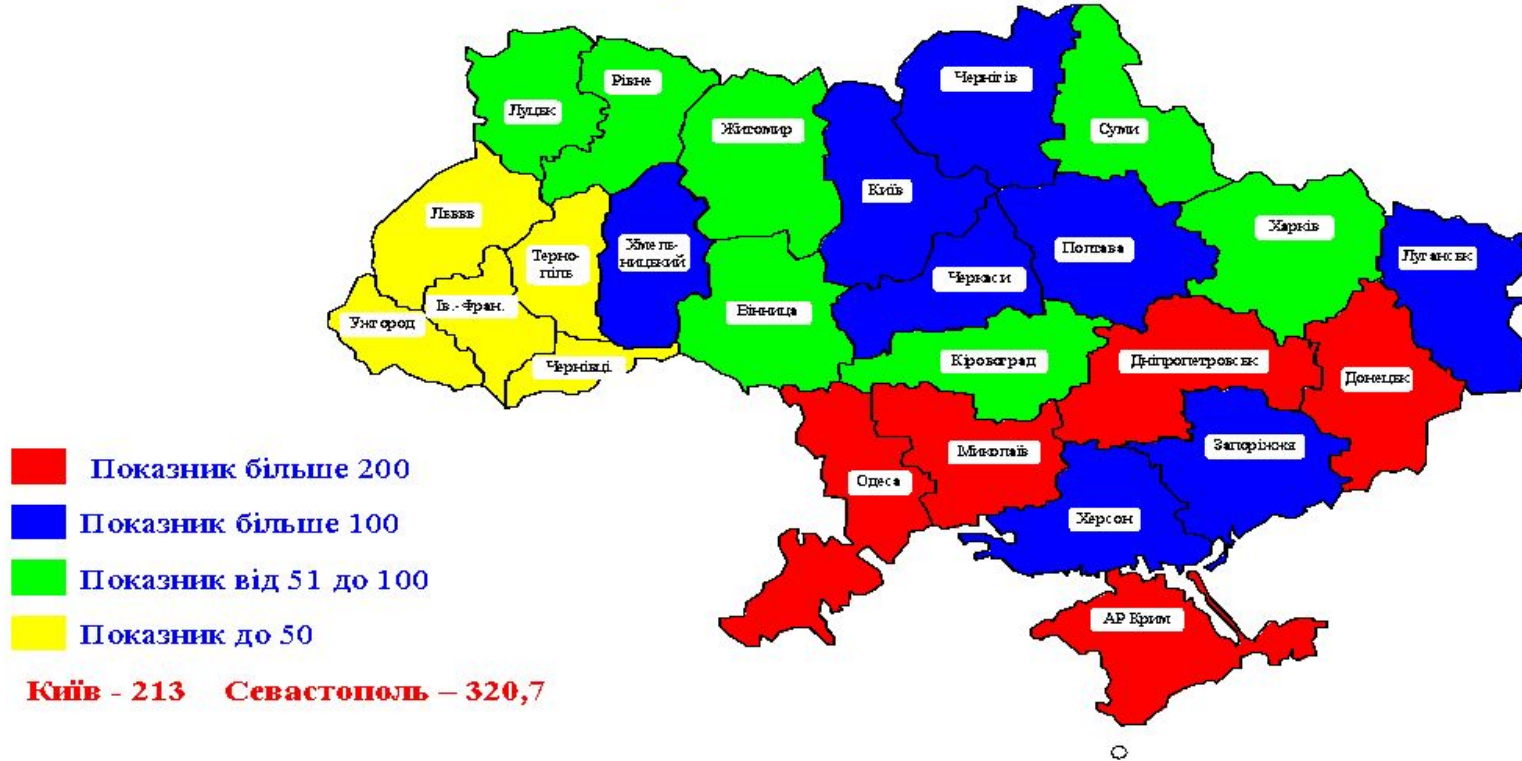 Чернігів
Рівне
Луцьк
Житомир
Суми
Київ
Львів
Харків
Хмель-
ницький
Полтава
Терно-
піль
Луганськ
Черкаси
Ів.-Фран.
Вінниця
Ужгород
Кіровоград
Дніпропетровськ
Чернівці
Донецьк
Запоріжжя
Миколаїв
Одеса
Херсон
АР Крим
Показник більше 200
Показник більше 100
Показник від 51 до 100
Показник до 50
Київ - 213 Севастополь – 320,7